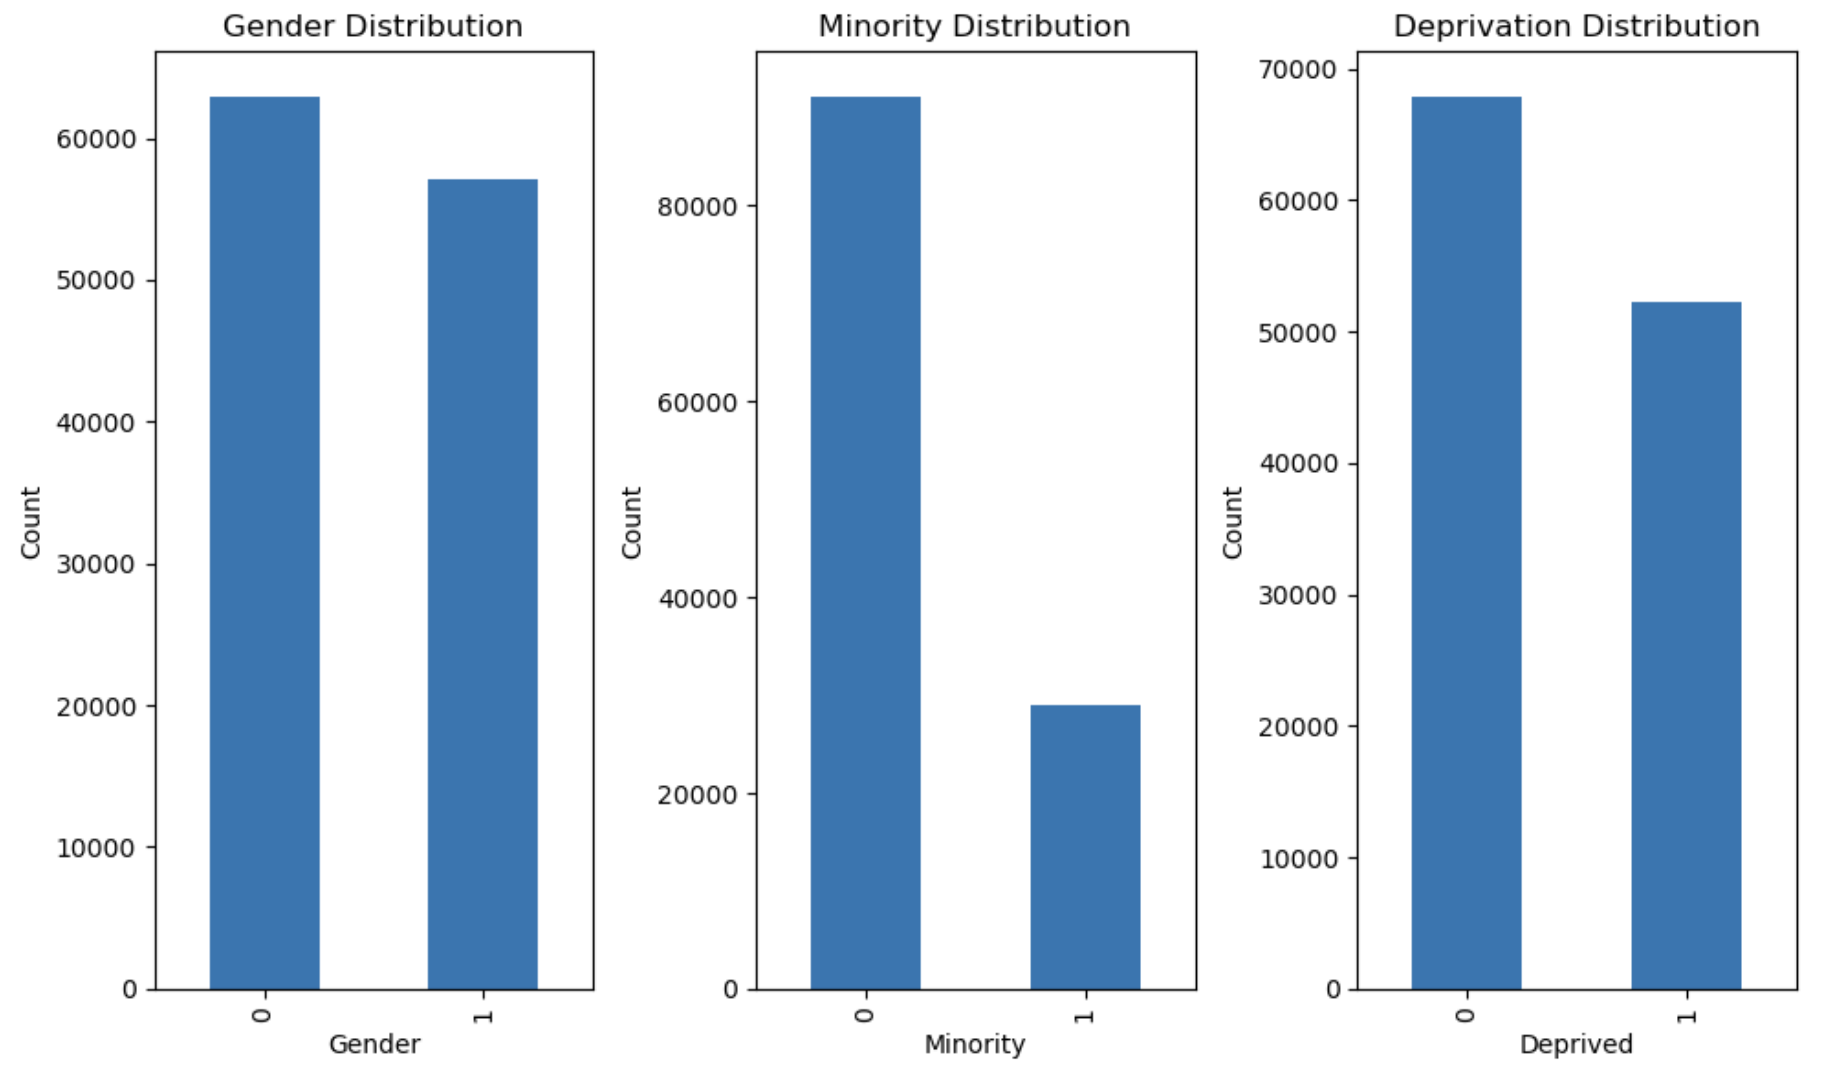 Gender Distribution
60000
50000
40000
30000
20000
10000
0
Count
0
1
Gender
Minority Distribution
80000
60000
40000
20000
0
Count
0
1
Minority
Deprivation Distribution
70000
60000
50000
40000
30000
20000
10000
0
Count
0
1
Deprived